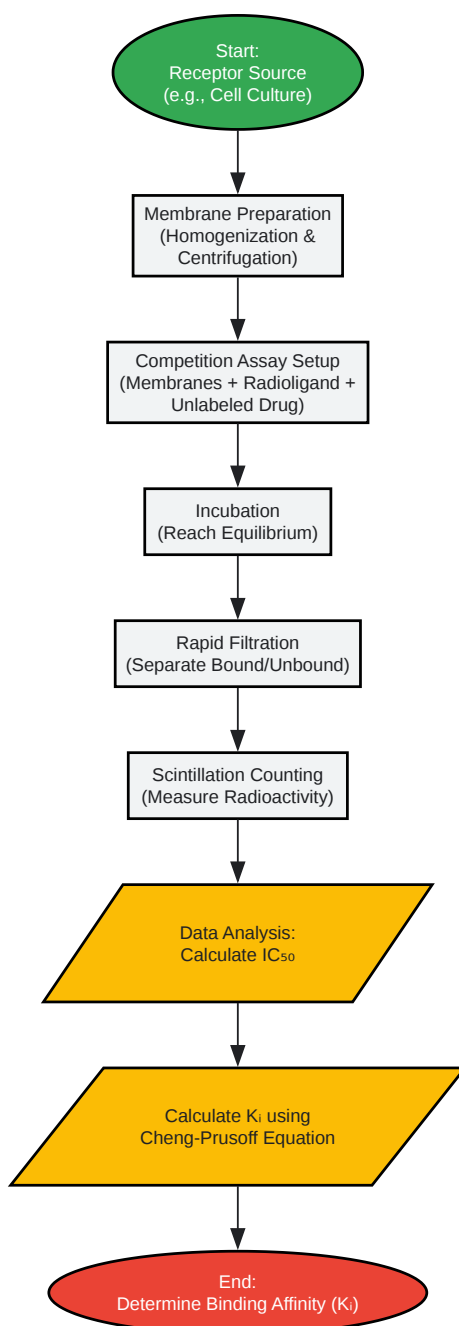 Start:
Receptor Source
(e.g., Cell Culture)
Membrane Preparation
(Homogenization &
Centrifugation)
Competition Assay Setup
(Membranes + Radioligand +
Unlabeled Drug)
Incubation
(Reach Equilibrium)
Rapid Filtration
(Separate Bound/Unbound)
Scintillation Counting
(Measure Radioactivity)
Data Analysis:
Calculate IC₅₀
Calculate Kᵢ using
Cheng-Prusoff Equation
End:
Determine Binding Affinity (Kᵢ)